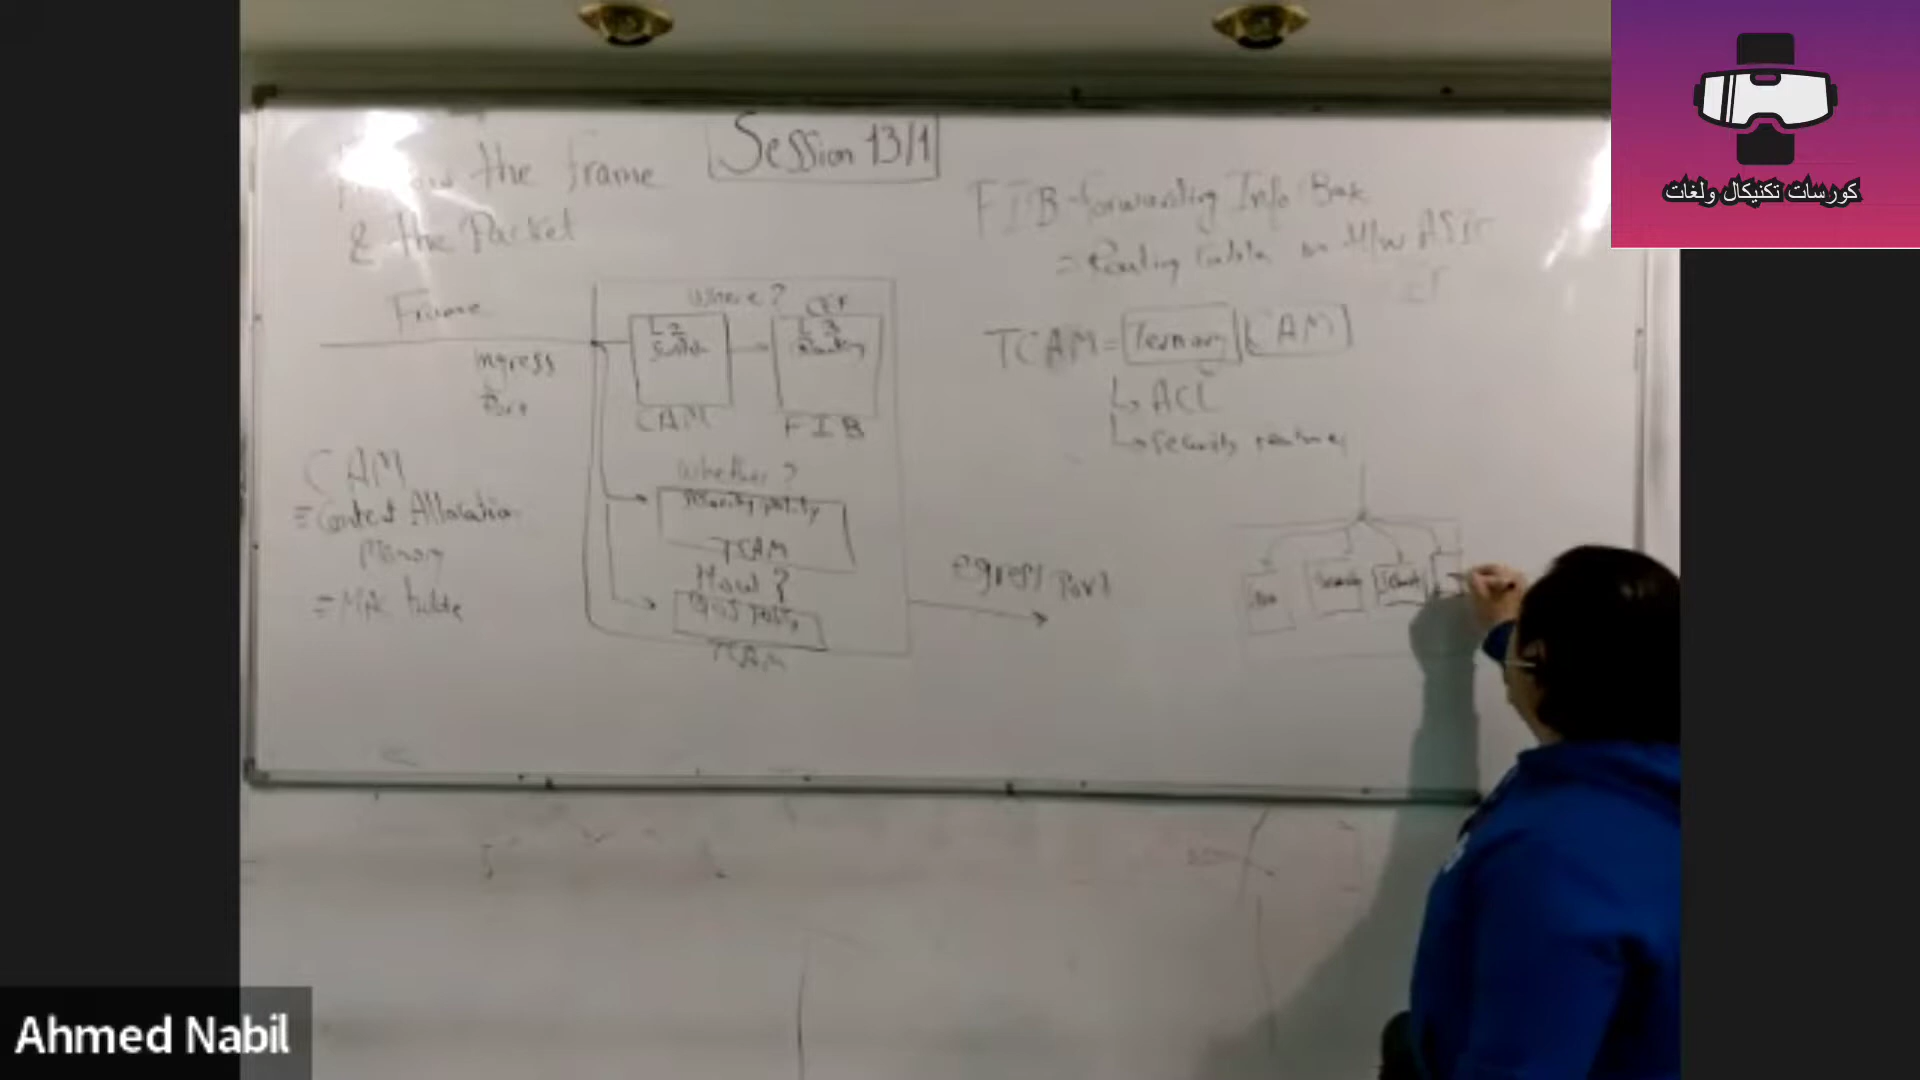 Session 13/1
the frame
& the Packet
Frame
ingress
Port
CAM
= Content Allocation
Memory
= MAC table
where?
CEF
L2
Switch
L3
Routing
CAM
FIB
whether?
Security policy
TCAM
How?
QoS
TCAM
egress Port
FIB = Forwarding Info Base
= Routing table on H/w ASIC
TCAM = Ternary CAM
ACL
Security features
Security
كورسات تكنيكال ولغات
Ahmed Nabil